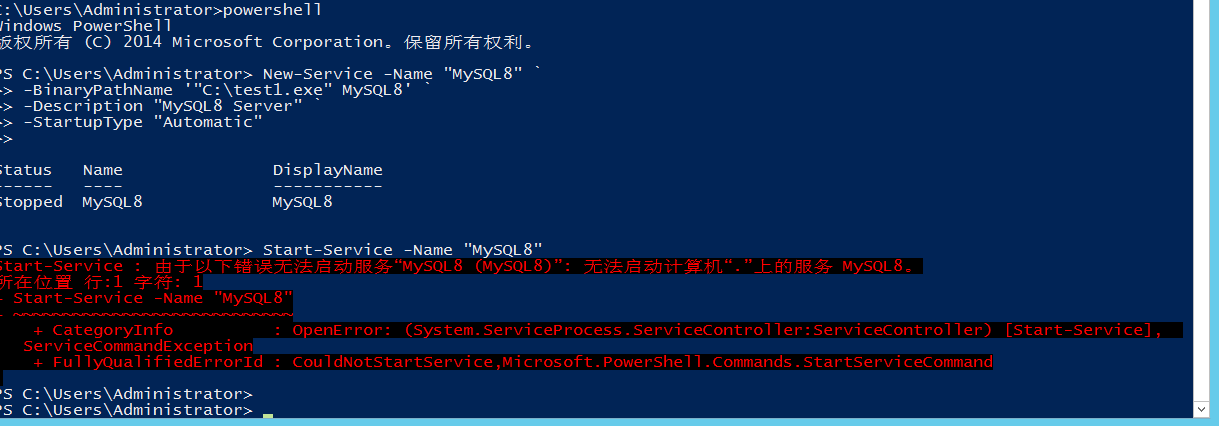 C:\Users\Administrator>powershell
Windows PowerShell
版权所有 (C) 2014 Microsoft Corporation。保留所有权利。
PS C:\Users\Administrator> New-Service -Name "MySQL8" `
>> -BinaryPathName '"C:\test1.exe" MySQL8' `
>> -Description "MySQL8 Server" `
>> -StartupType "Automatic"
>>
Status   Name               DisplayName
------   ----               -----------
Stopped  MySQL8             MySQL8
PS C:\Users\Administrator> Start-Service -Name "MySQL8"
Start-Service : 由于以下错误无法启动服务“MySQL8 (MySQL8)”: 无法启动计算机“.”上的服务 MySQL8。
所在位置 行:1 字符: 1
+ Start-Service -Name "MySQL8"
+ ~~~~~~~~~~~~~~~~~~~~~~~~~~~~
    + CategoryInfo          : OpenError: (System.ServiceProcess.ServiceController:ServiceController) [Start-Service],
   ServiceCommandException
    + FullyQualifiedErrorId : CouldNotStartService,Microsoft.PowerShell.Commands.StartServiceCommand
PS C:\Users\Administrator>
PS C:\Users\Administrator>